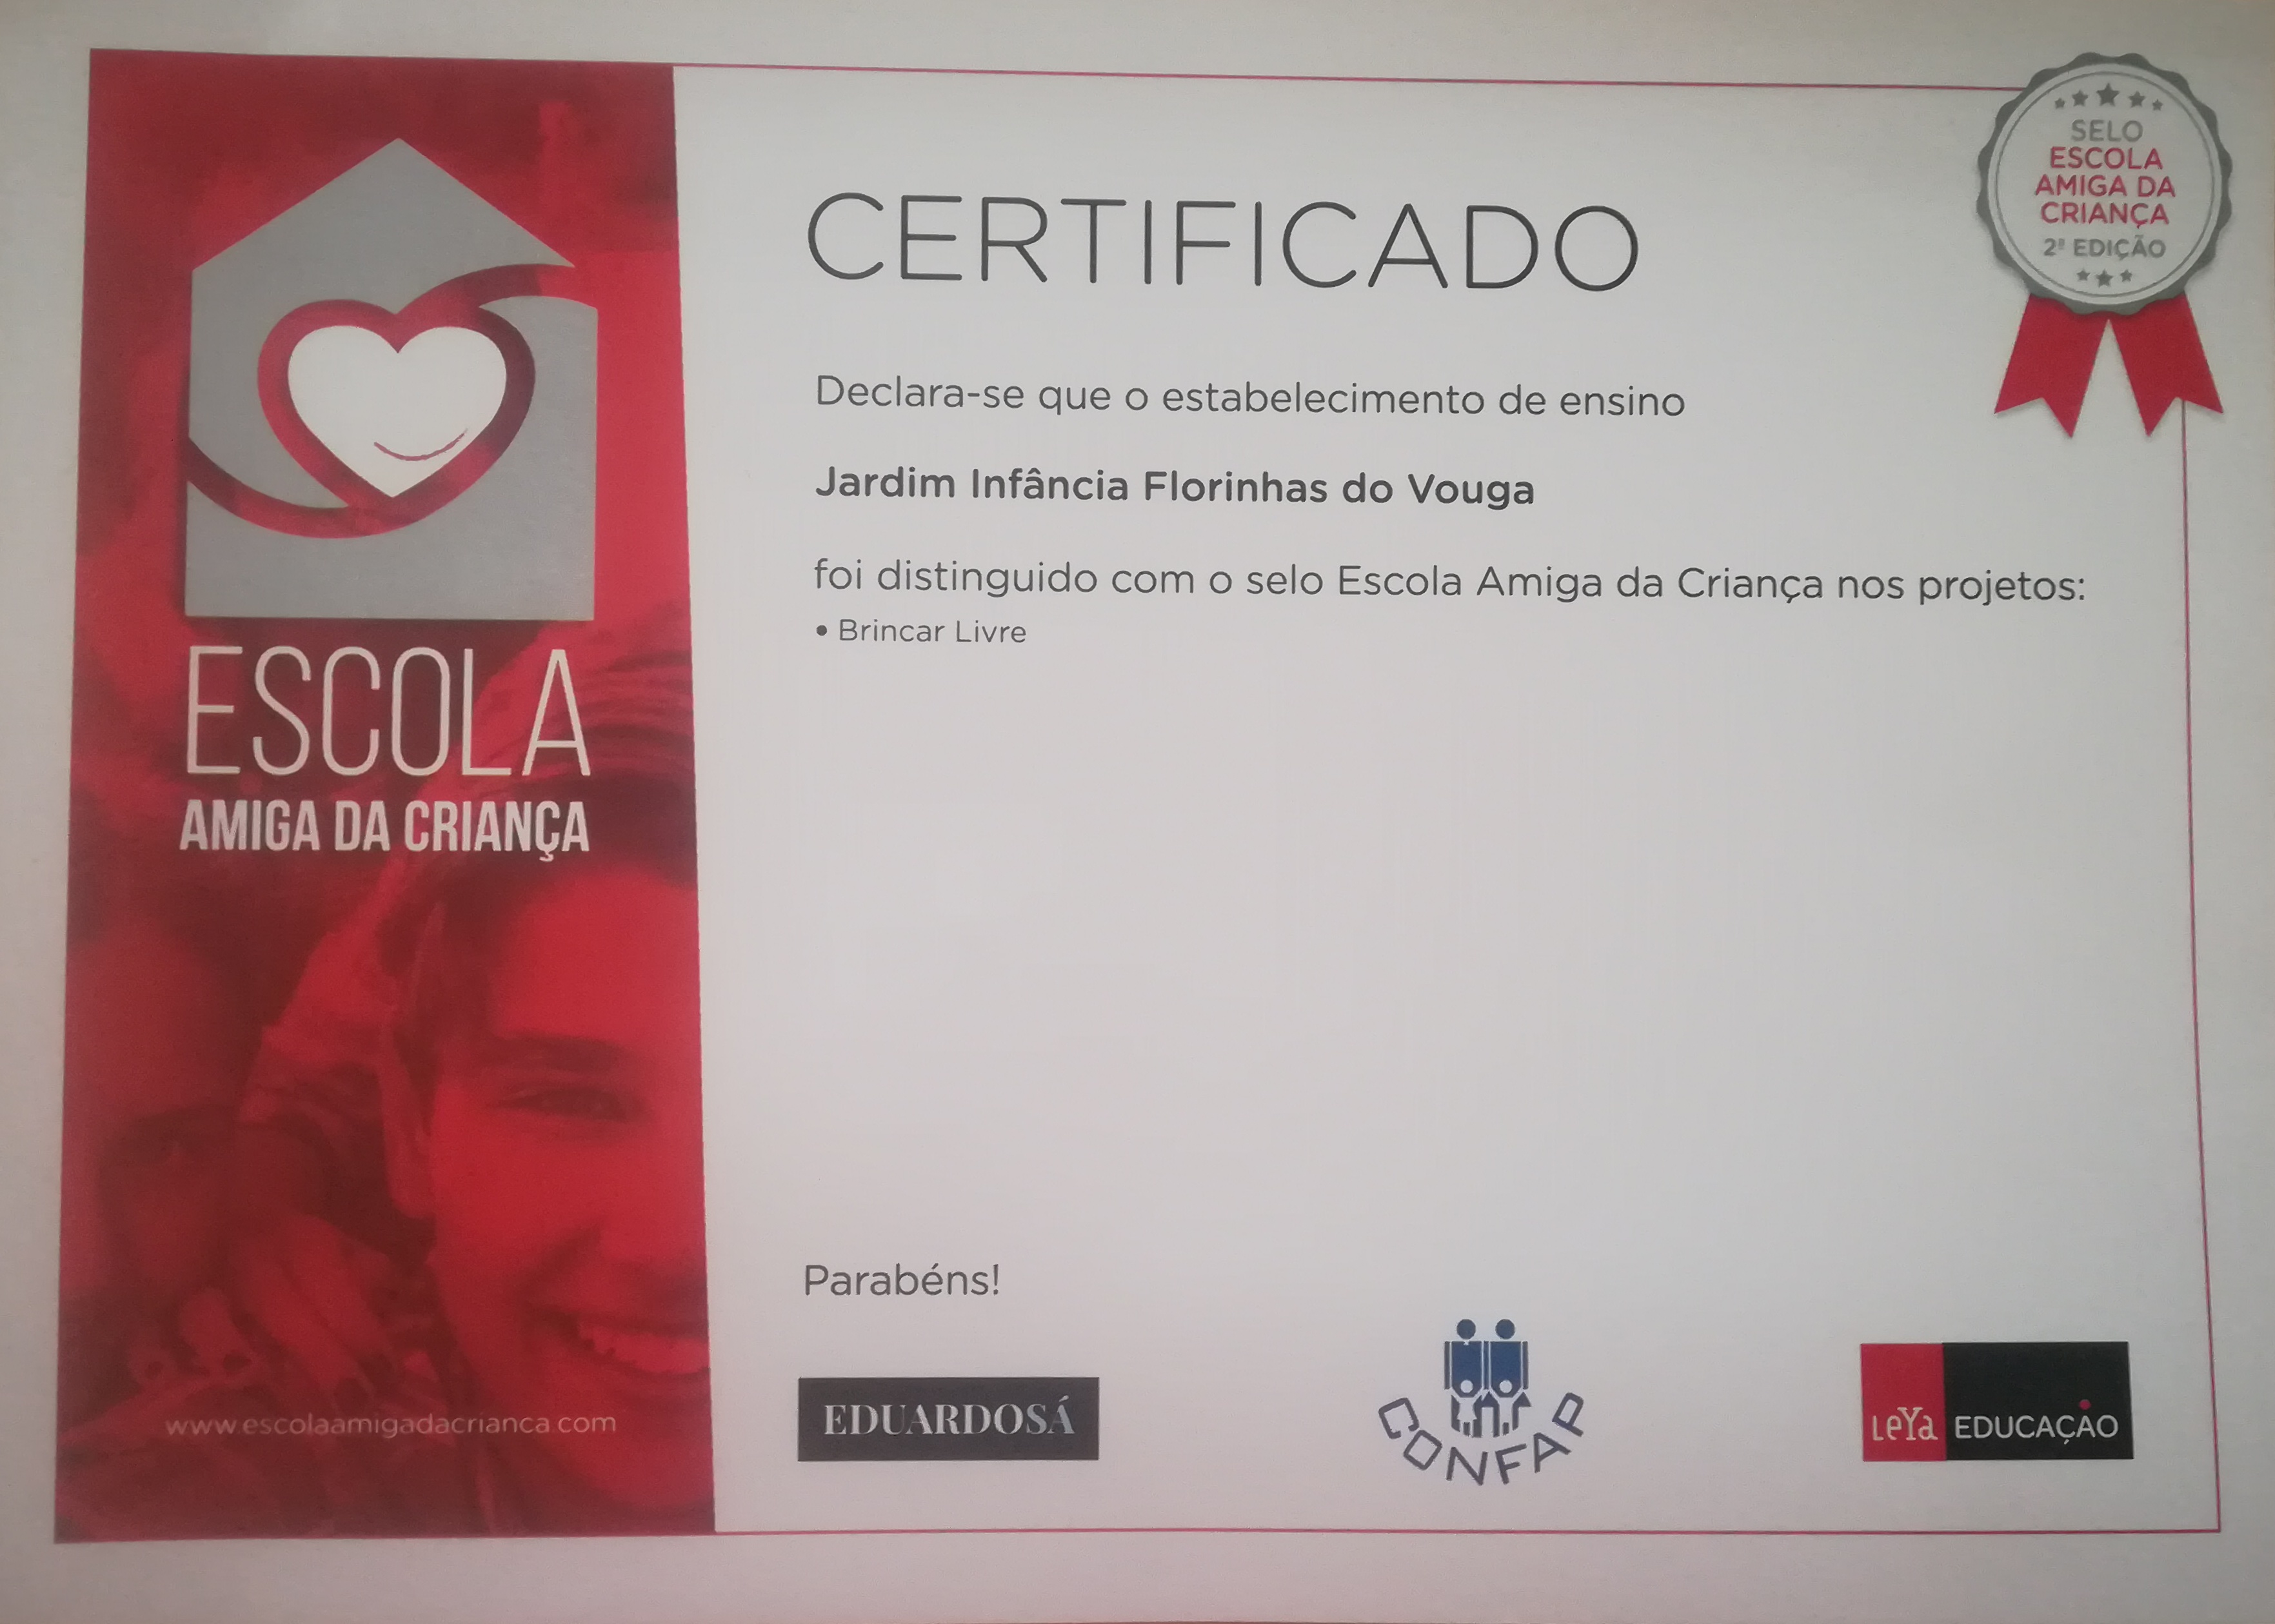 SELO
ESCOLA
AMIGA DA
CRIANÇA
2ª EDIÇÃO
CERTIFICADO
Declara-se que o estabelecimento de ensino
Jardim Infância Florinhas do Vouga
foi distinguido com o selo Escola Amiga da Criança nos projetos:
• Brincar Livre
ESCOLA
AMIGA DA CRIANÇA
www.escolaamigadacrianca.com
Parabéns!
EDUARDOSÁ
CONFAP
LeYa EDUCAÇÃO